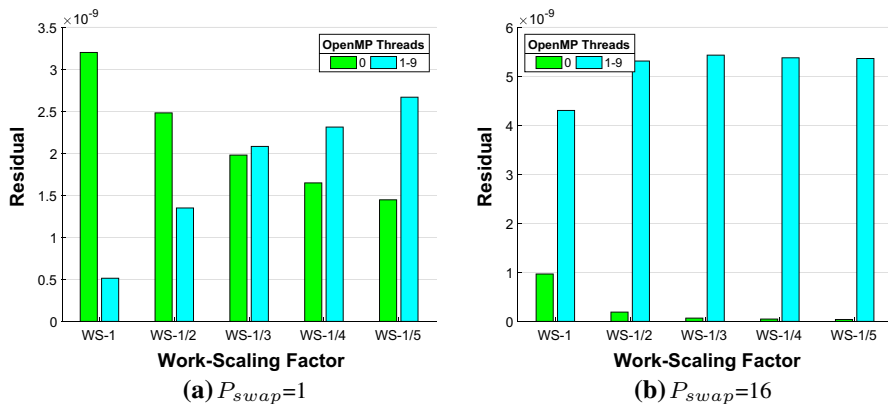 ×10^-9
3.5
3
2.5
2
1.5
1
0.5
0
Residual
OpenMP Threads
0 1-9
WS-1 WS-1/2 WS-1/3 WS-1/4 WS-1/5
Work-Scaling Factor
(a) P_swap=1
×10^-9
6
5
4
3
2
1
0
Residual
OpenMP Threads
0 1-9
WS-1 WS-1/2 WS-1/3 WS-1/4 WS-1/5
Work-Scaling Factor
(b) P_swap=16